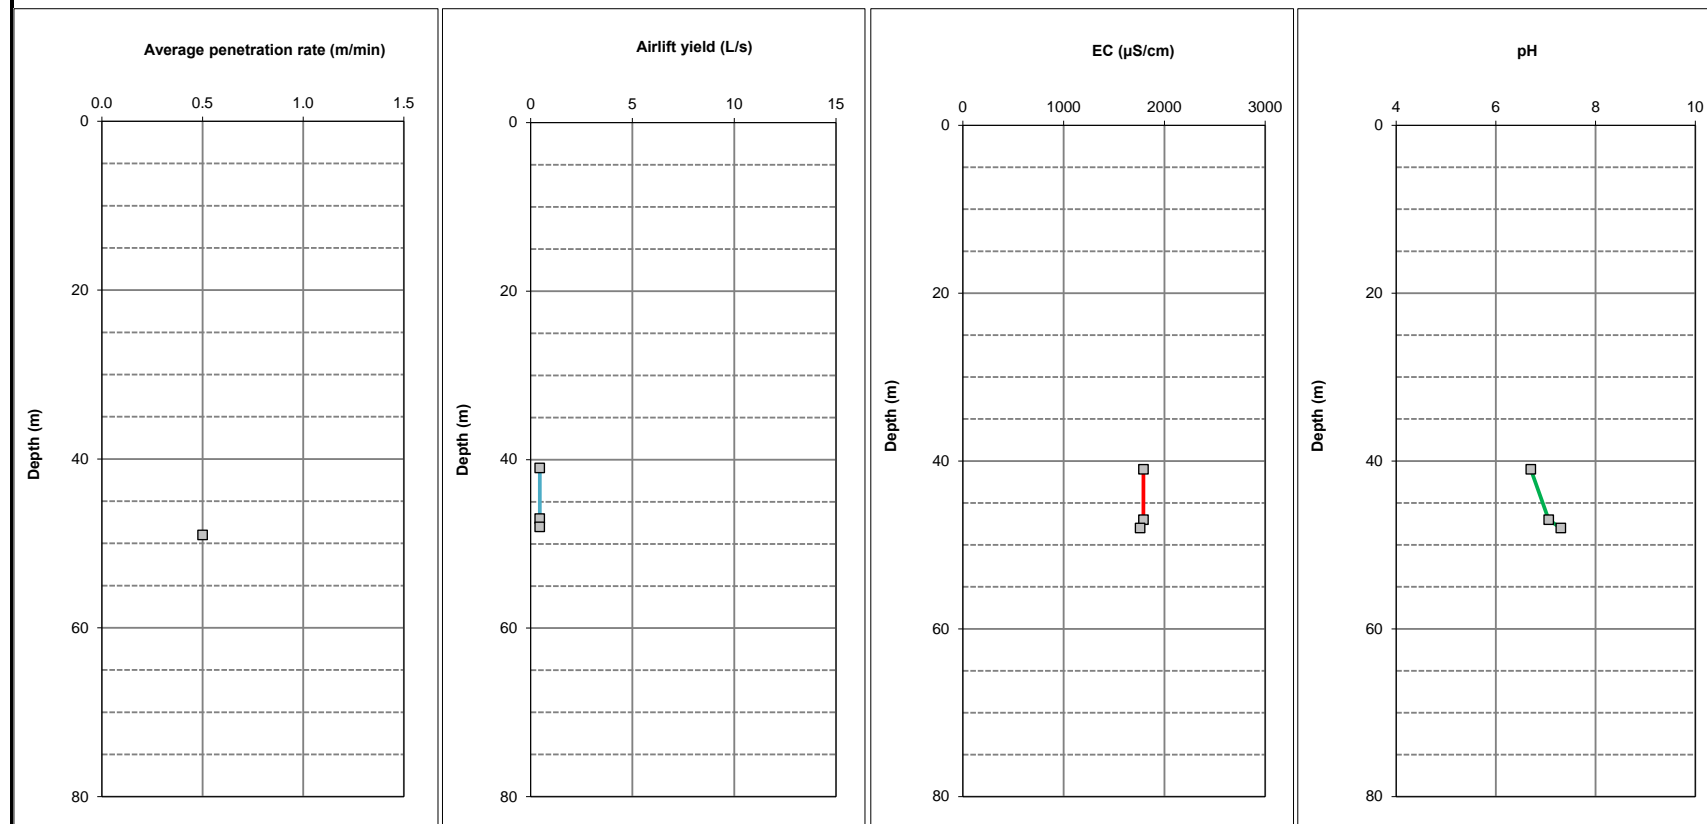 Average penetration rate (m/min)
0.0 0.5 1.0 1.5
0
20
40
60
80
Depth (m)
Airlift yield (L/s)
0 5 10 15
0
20
40
60
80
Depth (m)
EC (µS/cm)
0 1000 2000 3000
0
20
40
60
80
Depth (m)
pH
4 6 8 10
0
20
40
60
80
Depth (m)